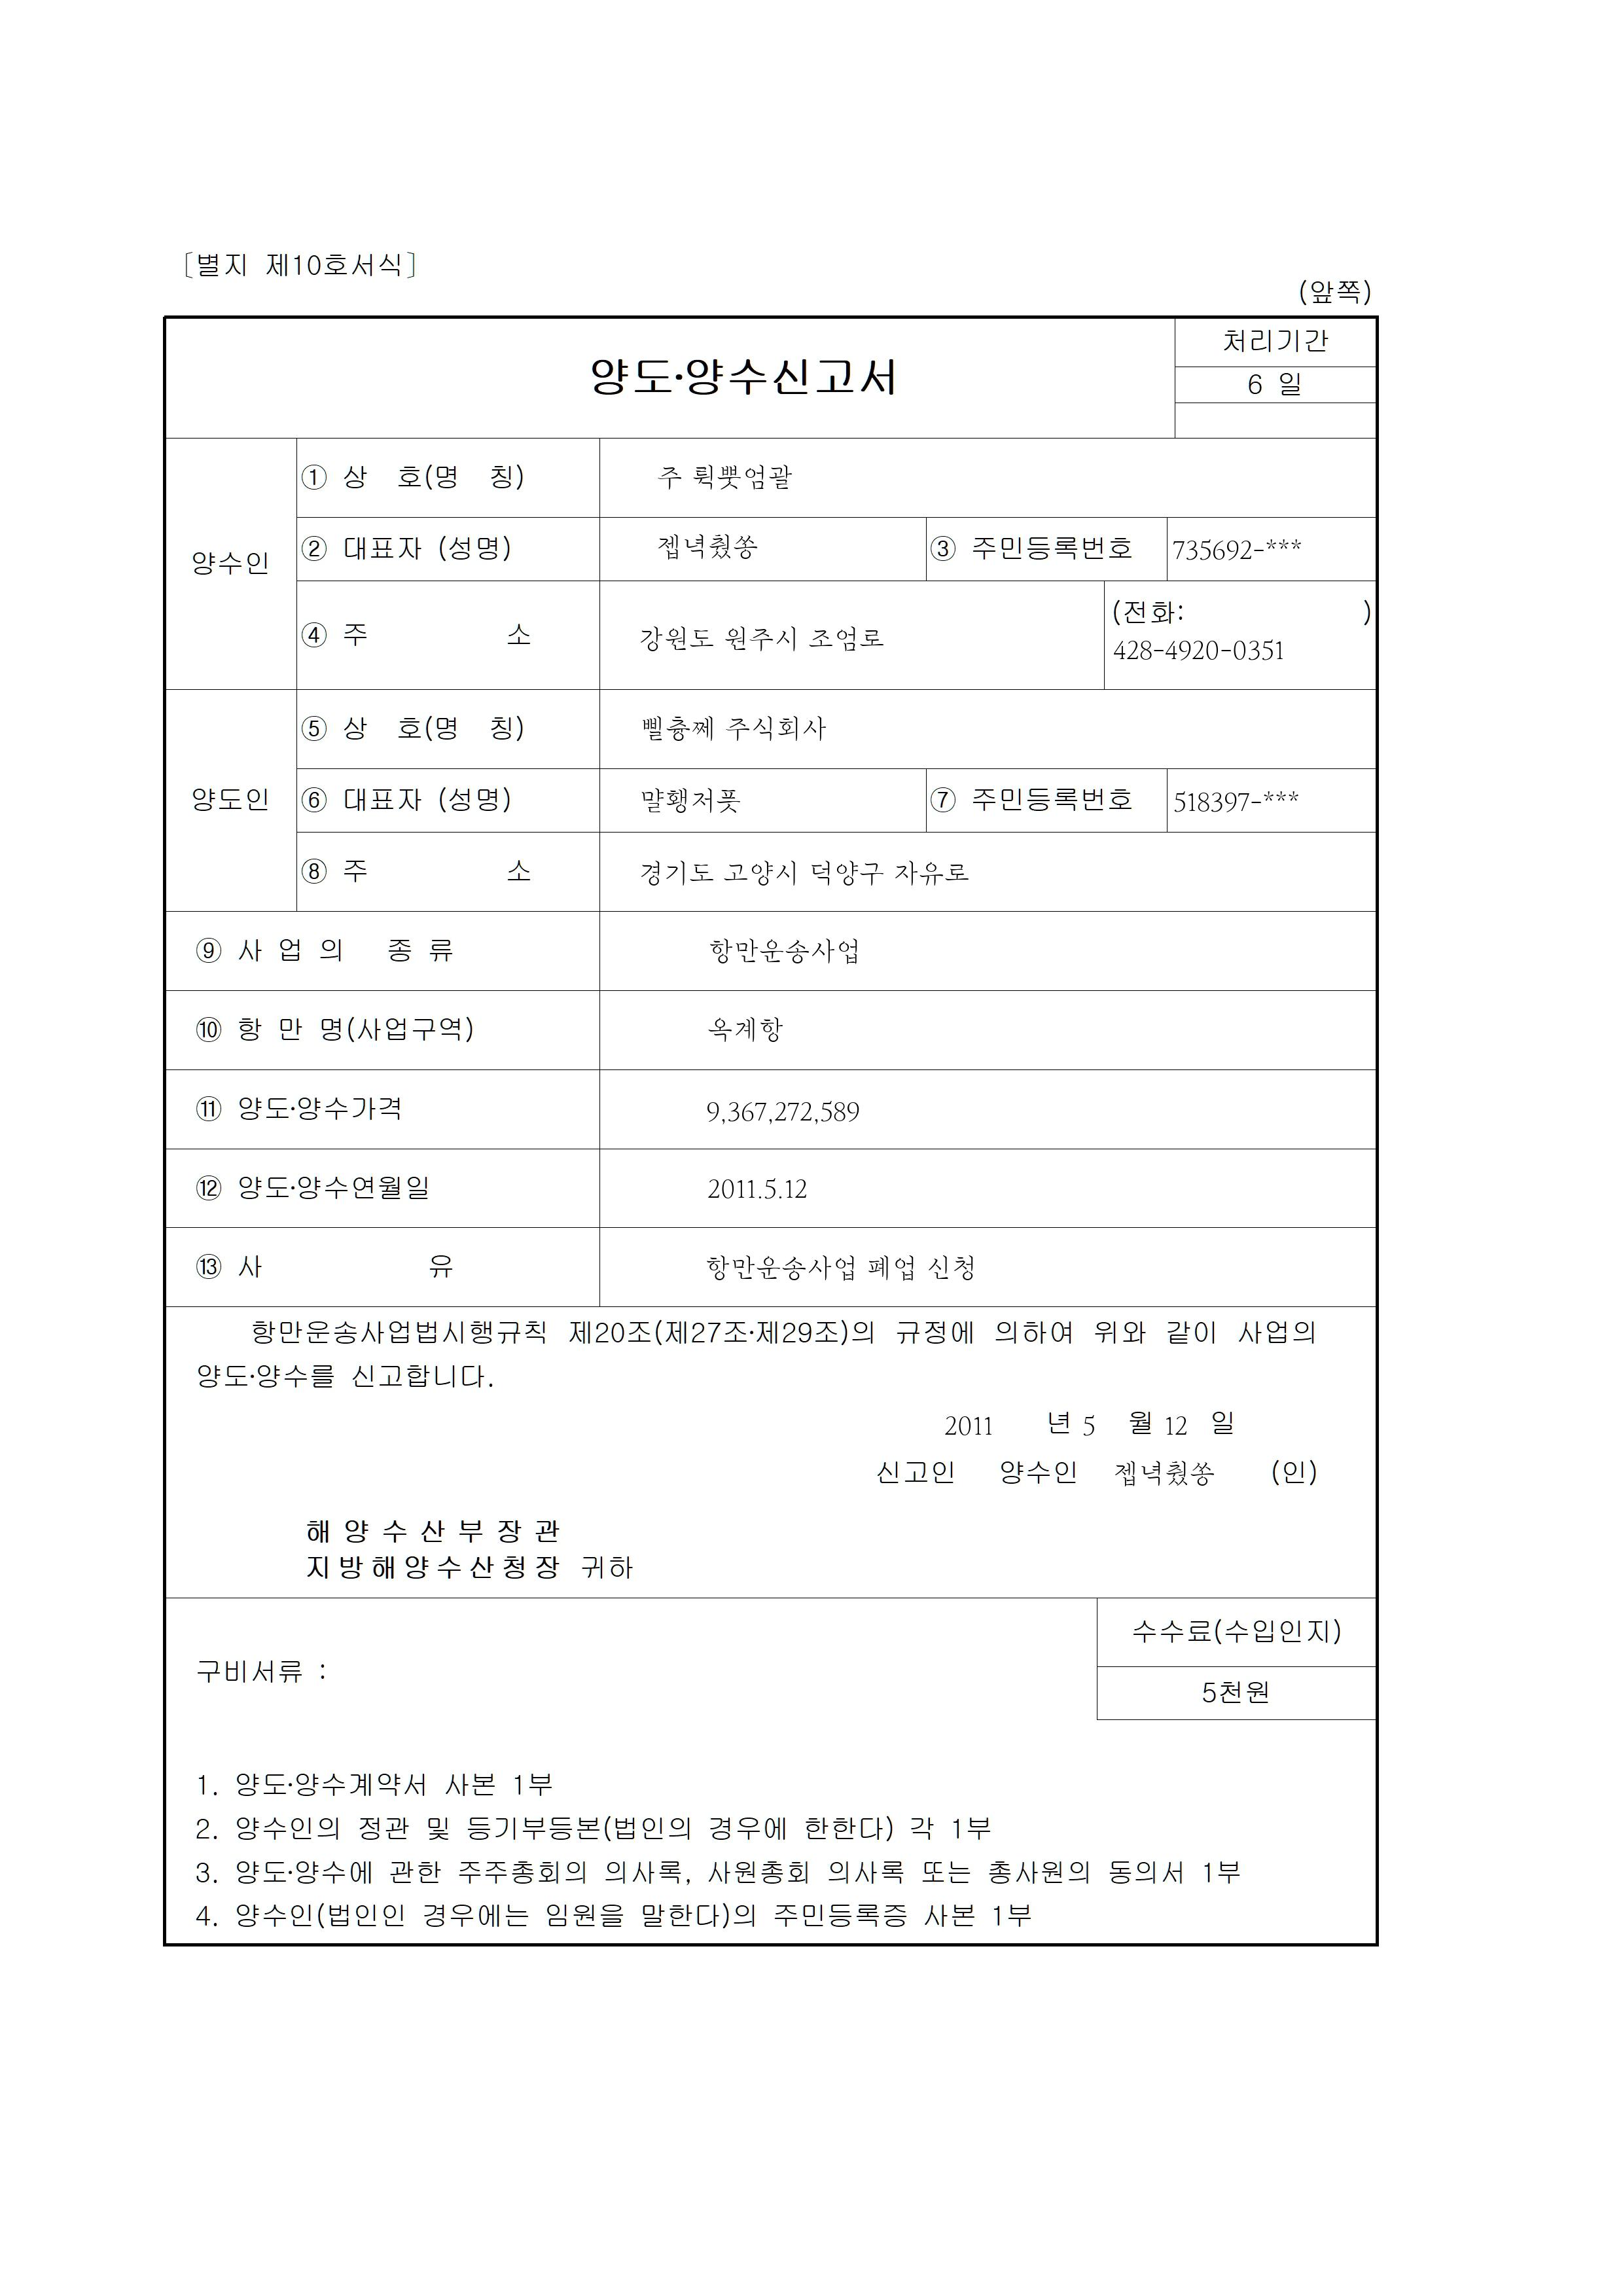 [별지 제10호서식]
(앞쪽)
양도·양수신고서
처리기간
6 일
양수인
① 상 호(명 칭)
주 뤽뿻엄괄
② 대표자 (성명)
젭녁췄쏭
③ 주민등록번호
735692-***
④ 주 소
강원도 원주시 조엄로
(전화: )
428-4920-0351
양도인
⑤ 상 호(명 칭)
삘츙쩨 주식회사
⑥ 대표자 (성명)
먈횅저픗
⑦ 주민등록번호
518397-***
⑧ 주 소
경기도 고양시 덕양구 자유로
⑨ 사 업 의 종 류
항만운송사업
⑩ 항 만 명(사업구역)
옥계항
⑪ 양도·양수가격
9,367,272,589
⑫ 양도·양수연월일
2011.5.12
⑬ 사 유
항만운송사업 폐업 신청
항만운송사업법시행규칙 제20조(제27조·제29조)의 규정에 의하여 위와 같이 사업의
양도·양수를 신고합니다.
2011 년 5 월 12 일
신고인 양수인 젭녁췄쏭 (인)
해 양 수 산 부 장 관
지 방 해 양 수 산 청 장 귀하
구비서류 :
수수료(수입인지)
5천원
1. 양도·양수계약서 사본 1부
2. 양수인의 정관 및 등기부등본(법인의 경우에 한한다) 각 1부
3. 양도·양수에 관한 주주총회의 의사록, 사원총회 의사록 또는 총사원의 동의서 1부
4. 양수인(법인인 경우에는 임원을 말한다)의 주민등록증 사본 1부